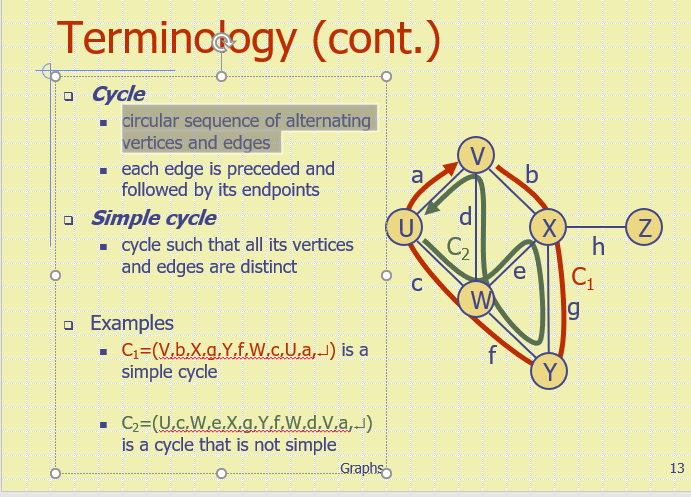 Terminology (cont.)
Cycle
circular sequence of alternating
vertices and edges
each edge is preceded and
followed by its endpoints
Simple cycle
cycle such that all its vertices
and edges are distinct
Examples
C₁=(V,b,X,g,Y,f,W,c,U,a,↵) is a
simple cycle
C₂=(U,c,W,e,X,g,Y,f,W,d,V,a,↵)
is a cycle that is not simple
V
a
b
U
d
X
Z
h
C₂
e
C₁
c
W
g
f
Y
Graphs
13